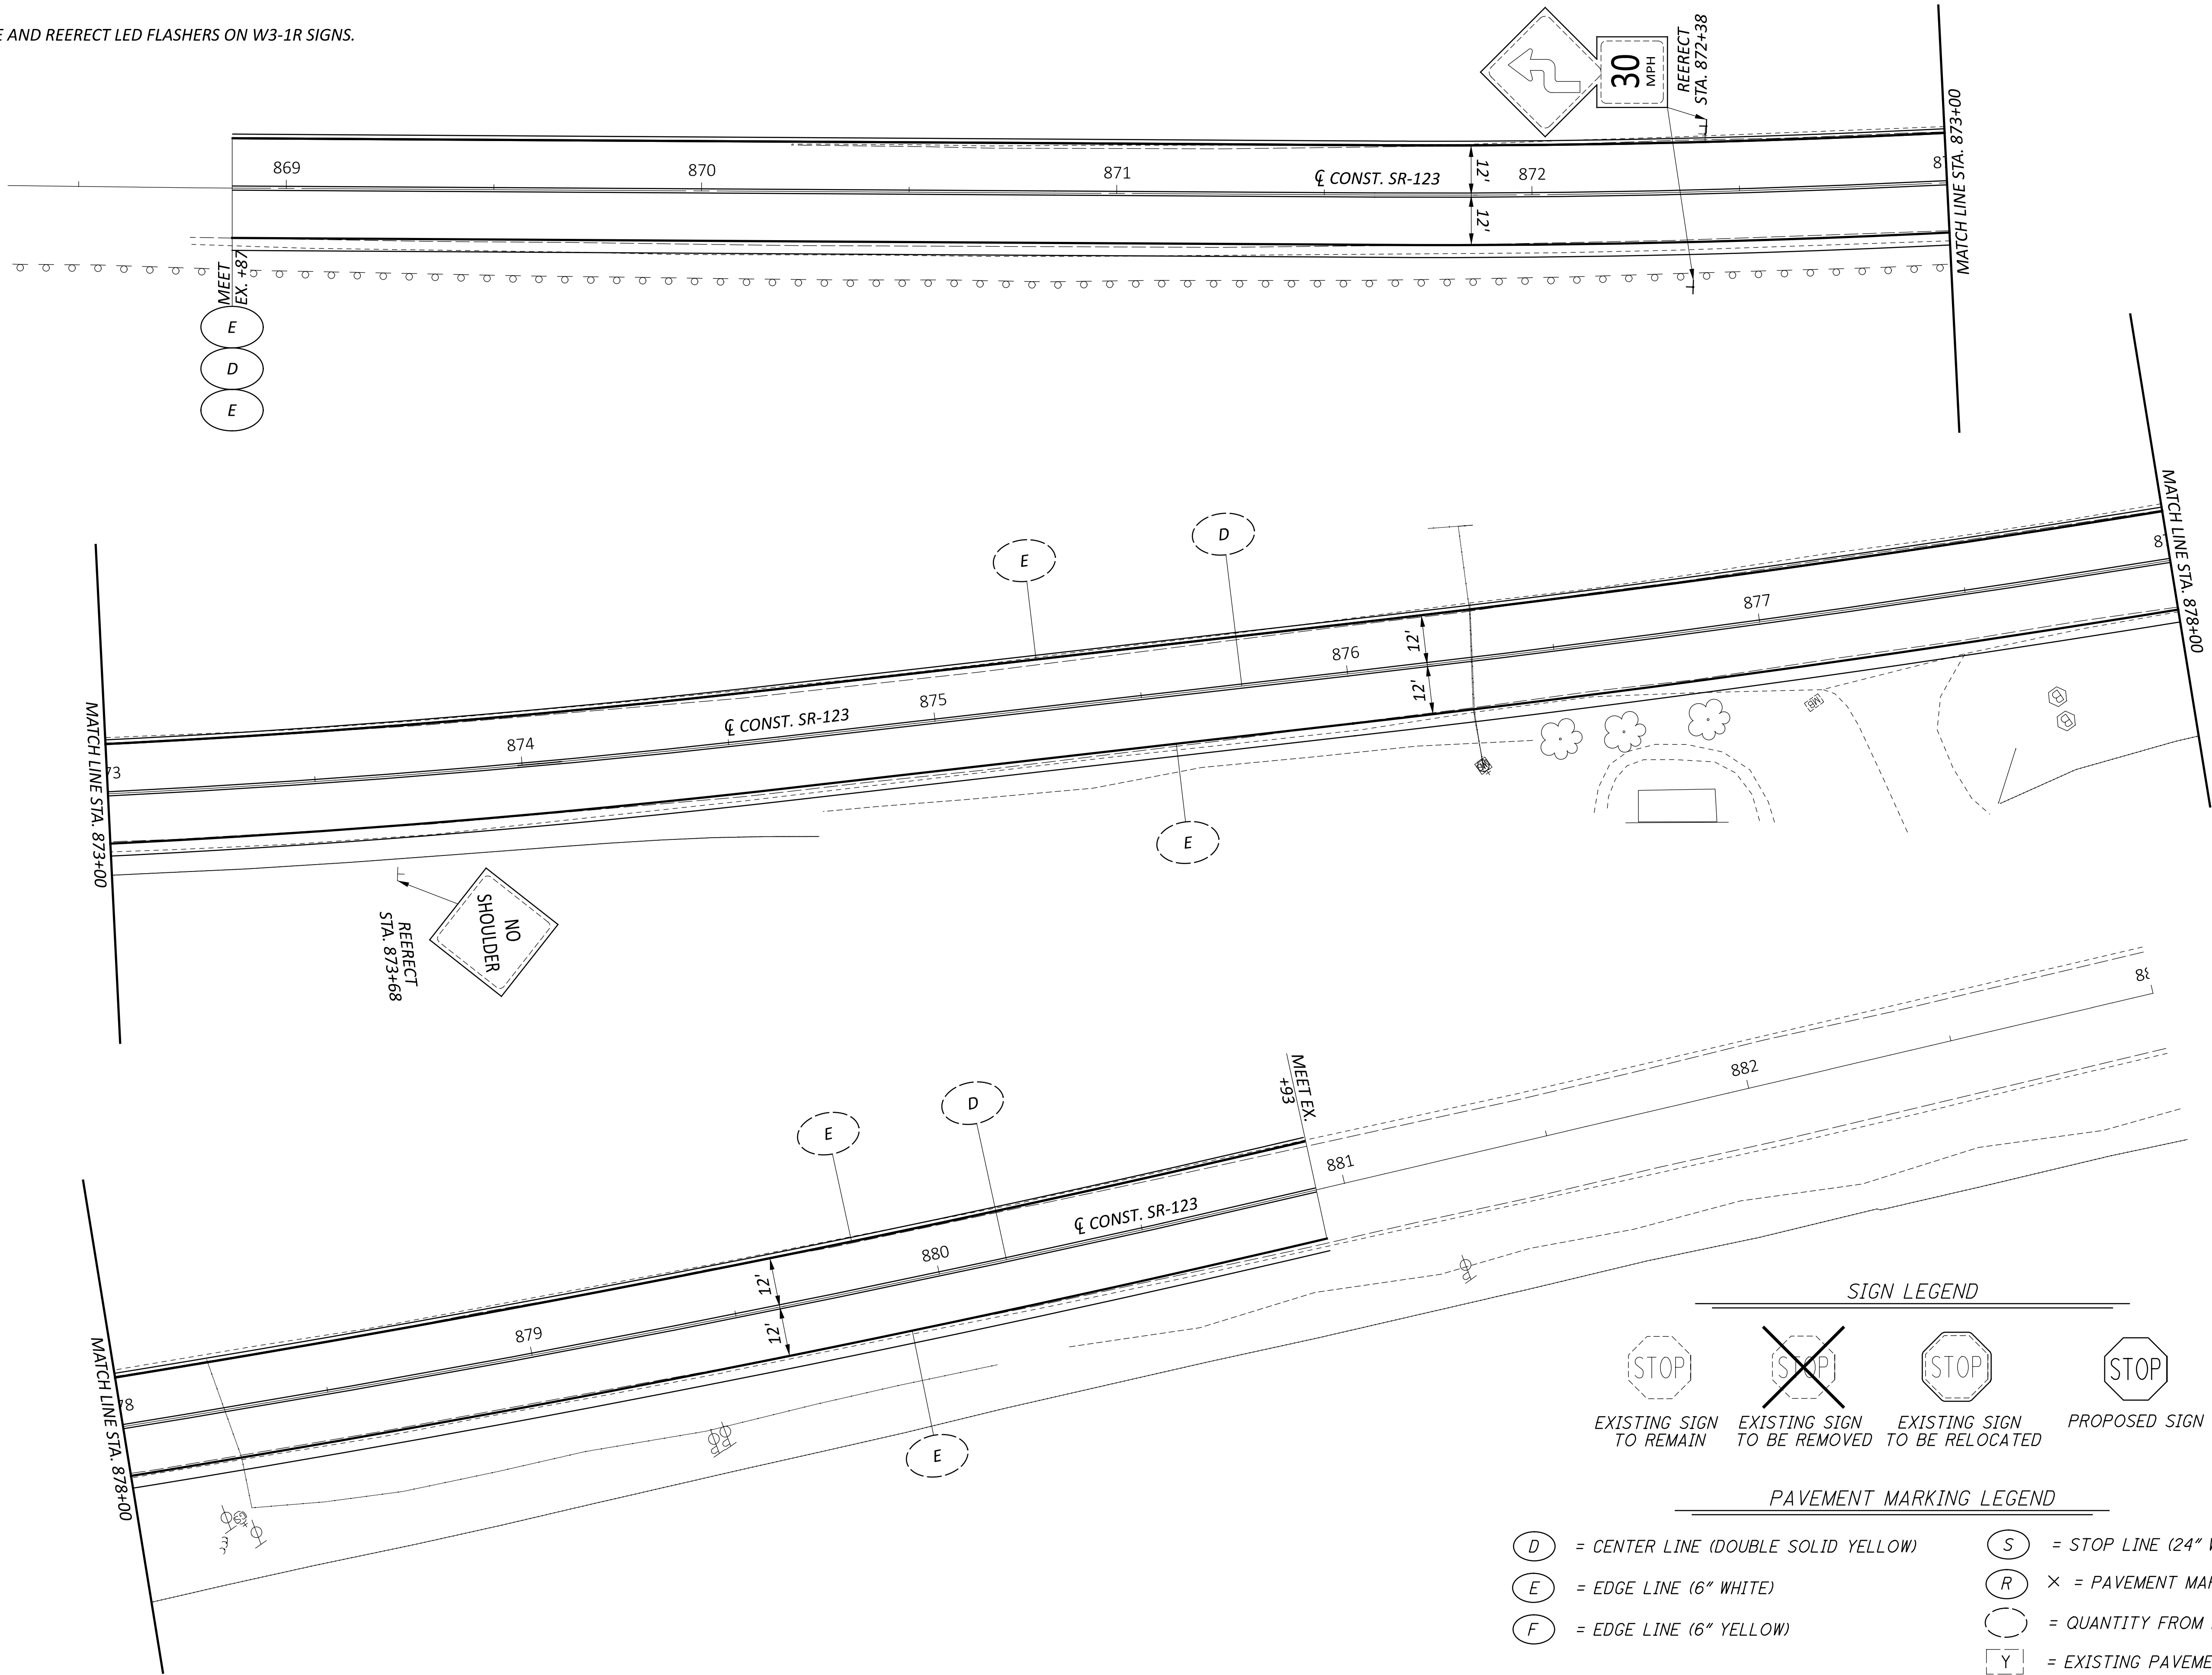 E AND REERECT LED FLASHERS ON W3-1R SIGNS.
30
MPH
REERECT
STA. 872+38
869
870
871
℄ CONST. SR-123
872
12'
12'
MATCH LINE STA. 873+00
MEET
EX. +87
E
D
E
MATCH LINE STA. 873+00
73
874
℄ CONST. SR-123
875
E
D
876
12'
12'
877
E
MATCH LINE STA. 878+00
NO
SHOULDER
REERECT
STA. 873+68
MB
MB
B
B
MATCH LINE STA. 878+00
78
879
12'
12'
E
D
880
℄ CONST. SR-123
MEET EX.
+93
881
882
E
SIGN LEGEND
STOP
STOP
STOP
STOP
EXISTING SIGN
TO REMAIN
EXISTING SIGN
TO BE REMOVED
EXISTING SIGN
TO BE RELOCATED
PROPOSED SIGN
PAVEMENT MARKING LEGEND
D = CENTER LINE (DOUBLE SOLID YELLOW)
E = EDGE LINE (6" WHITE)
F = EDGE LINE (6" YELLOW)
S = STOP LINE (24"
R × = PAVEMENT
= QUANTITY FROM
Y = EXISTING